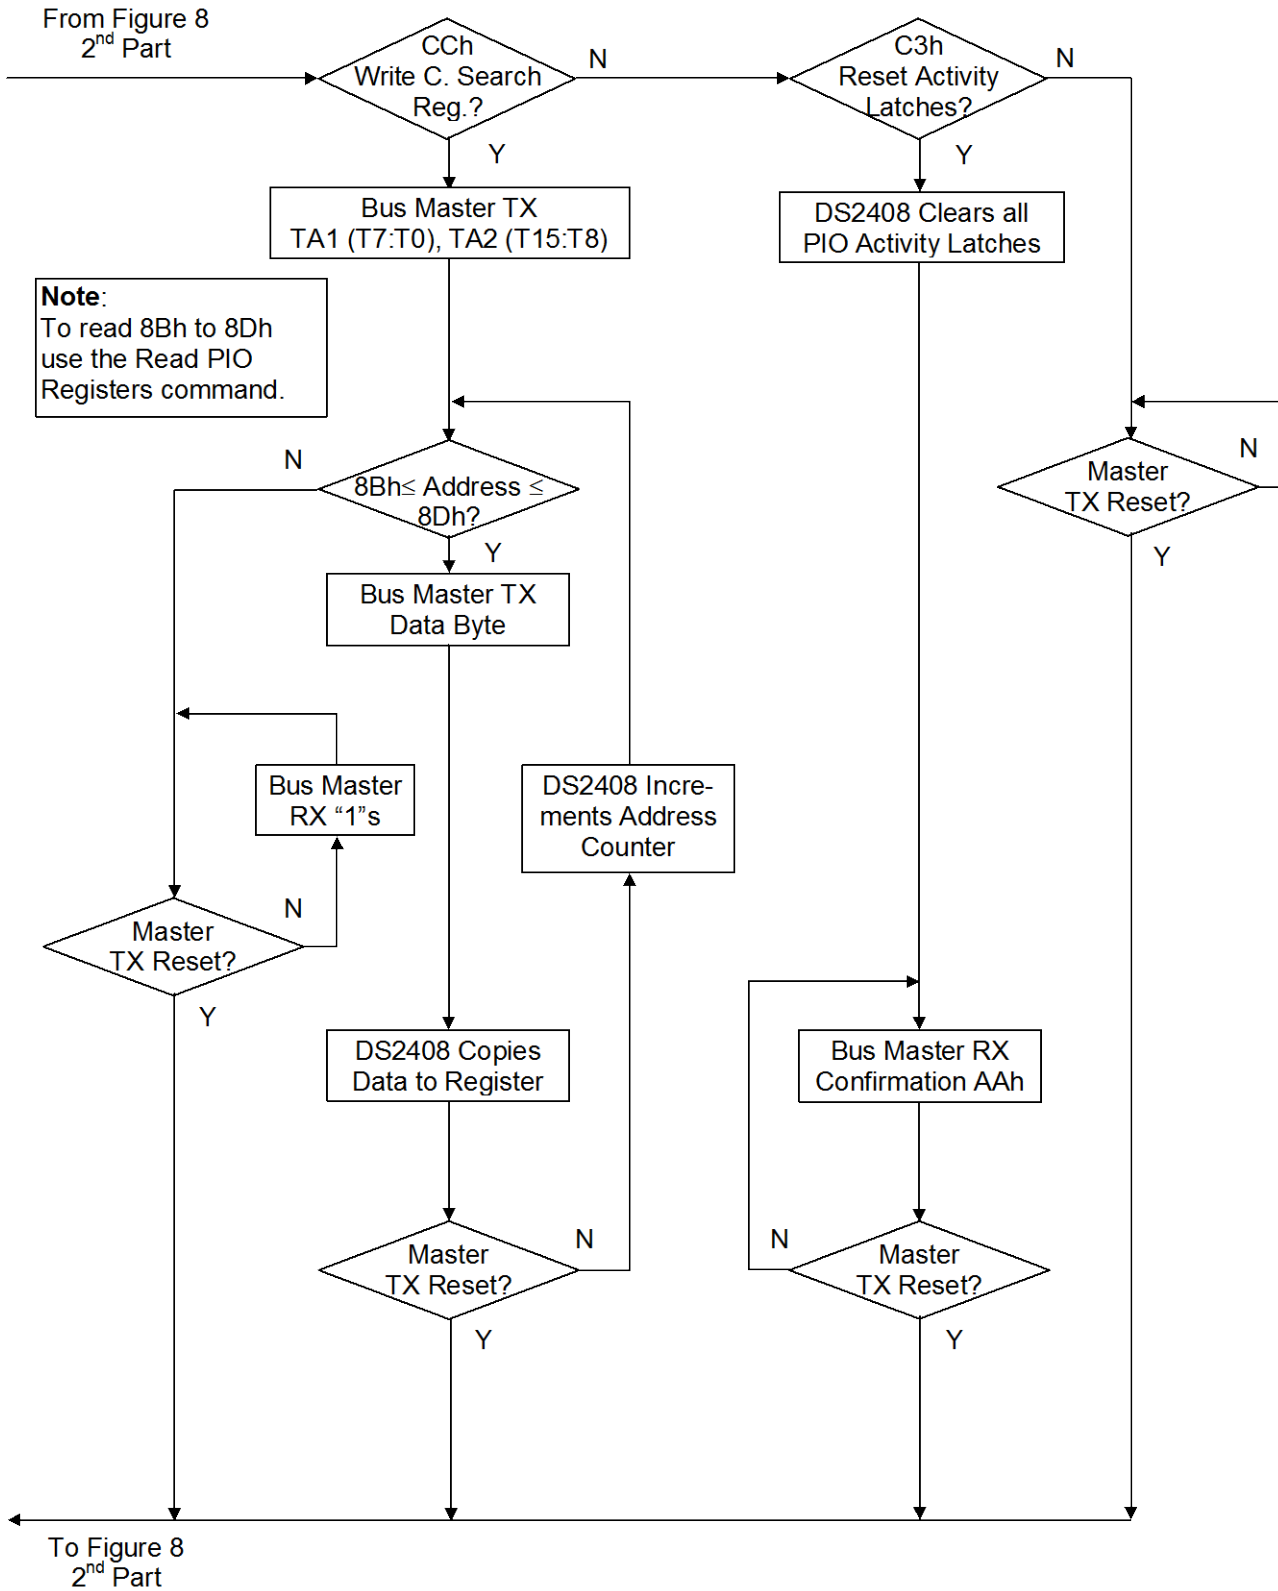 From Figure 8
2nd Part
CCh
Write C. Search
Reg.?
N
Y
C3h
Reset Activity
Latches?
N
Y
Bus Master TX
TA1 (T7:T0), TA2 (T15:T8)
DS2408 Clears all
PIO Activity Latches
Note:
To read 8Bh to 8Dh
use the Read PIO
Registers command.
N
8Bh≤ Address ≤
8Dh?
Y
Master
TX Reset?
N
Y
Bus Master TX
Data Byte
Bus Master
RX “1”s
DS2408 Incre-
ments Address
Counter
Master
TX Reset?
N
Y
DS2408 Copies
Data to Register
Bus Master RX
Confirmation AAh
Master
TX Reset?
N
Y
N
Master
TX Reset?
Y
To Figure 8
2nd Part